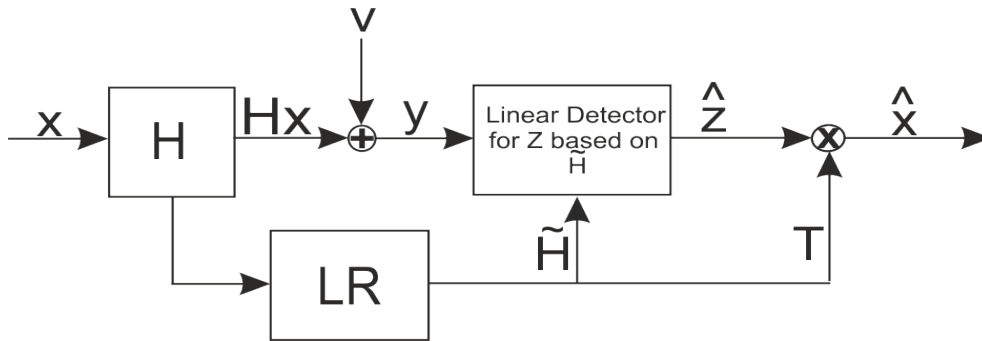 v
x
H
Hx
+
y
Linear Detector
for Z based on
H̃
ẑ
x
x̂
LR
H̃
T